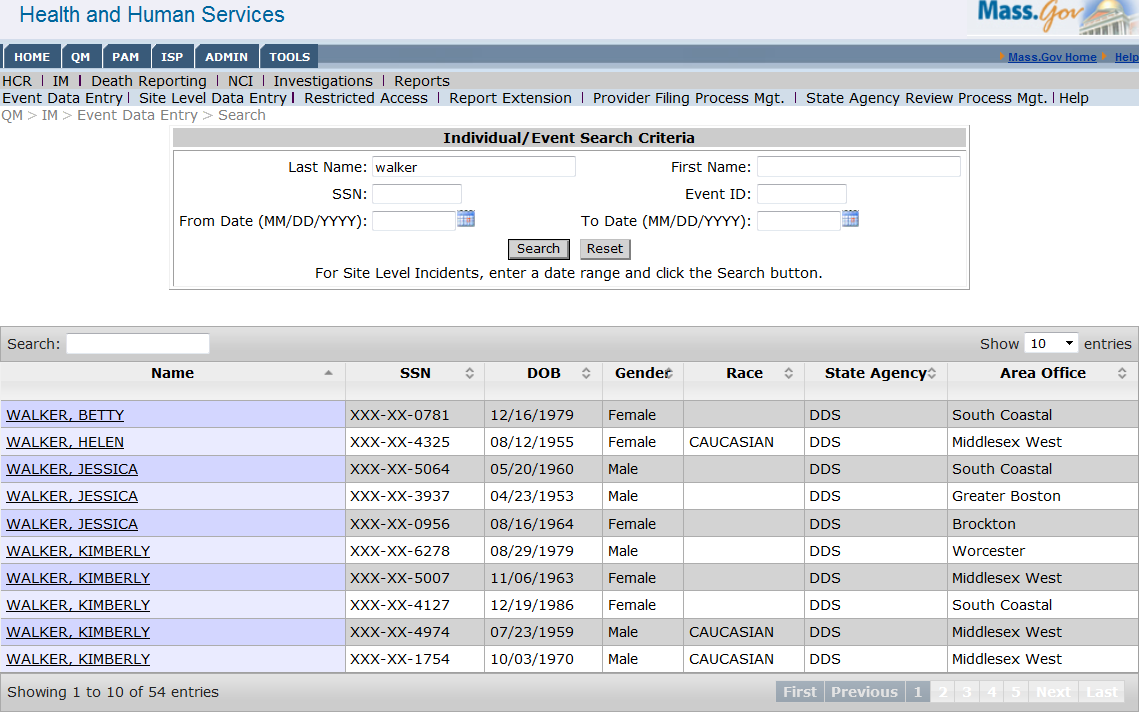 Health and Human Services
Mass.Gov
HOME QM PAM ISP ADMIN TOOLS Mass.Gov Home Help
HCR | IM | Death Reporting | NCI | Investigations | Reports
Event Data Entry | Site Level Data Entry | Restricted Access | Report Extension | Provider Filing Process Mgt. | State Agency Review Process Mgt. | Help
QM > IM > Event Data Entry > Search
Individual/Event Search Criteria
Last Name: walker First Name:
SSN: Event ID:
From Date (MM/DD/YYYY): To Date (MM/DD/YYYY):
Search Reset
For Site Level Incidents, enter a date range and click the Search button.
Search: Show 10 entries
Name SSN DOB Gender Race State Agency Area Office
WALKER, BETTY XXX-XX-0781 12/16/1979 Female DDS South Coastal
WALKER, HELEN XXX-XX-4325 08/12/1955 Female CAUCASIAN DDS Middlesex West
WALKER, JESSICA XXX-XX-5064 05/20/1960 Male DDS South Coastal
WALKER, JESSICA XXX-XX-3937 04/23/1953 Male DDS Greater Boston
WALKER, JESSICA XXX-XX-0956 08/16/1964 Female DDS Brockton
WALKER, KIMBERLY XXX-XX-6278 08/29/1979 Male DDS Worcester
WALKER, KIMBERLY XXX-XX-5007 11/06/1963 Female DDS Middlesex West
WALKER, KIMBERLY XXX-XX-4127 12/19/1986 Female DDS South Coastal
WALKER, KIMBERLY XXX-XX-4974 07/23/1959 Male CAUCASIAN DDS Middlesex West
WALKER, KIMBERLY XXX-XX-1754 10/03/1970 Male CAUCASIAN DDS Middlesex West
Showing 1 to 10 of 54 entries First Previous 1 2 3 4 5 Next Last